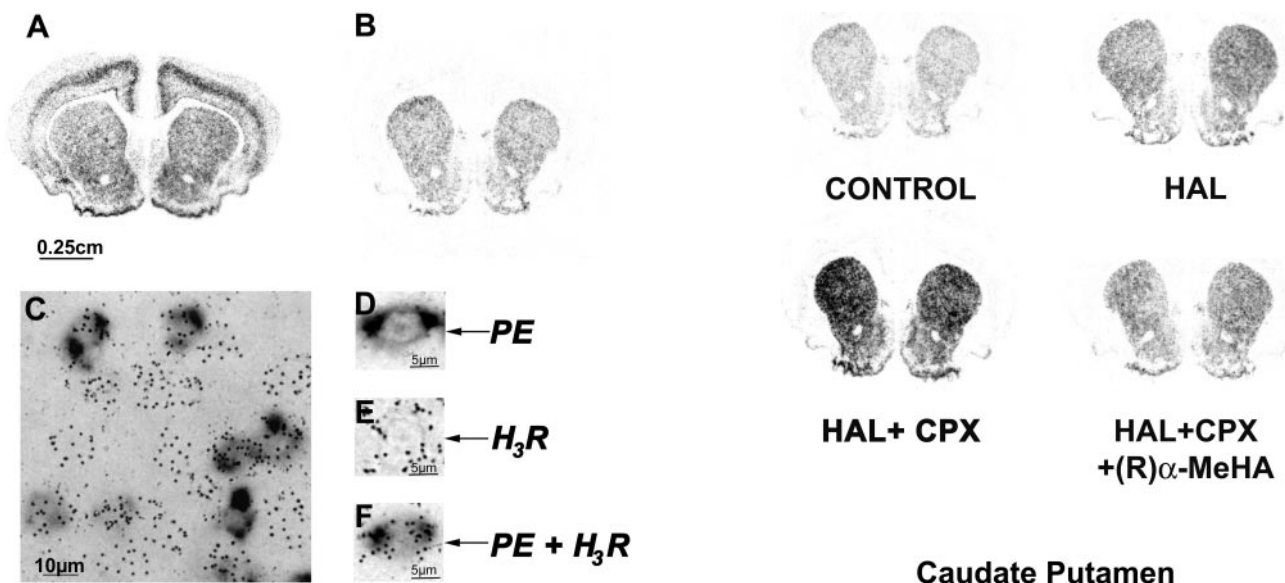 A
B
0.25cm
C
10μm
D
PE
5μm
E
H₃R
5μm
F
PE + H₃R
5μm
CONTROL
HAL
HAL+ CPX
HAL+CPX
+(R)α-MeHA
Caudate Putamen